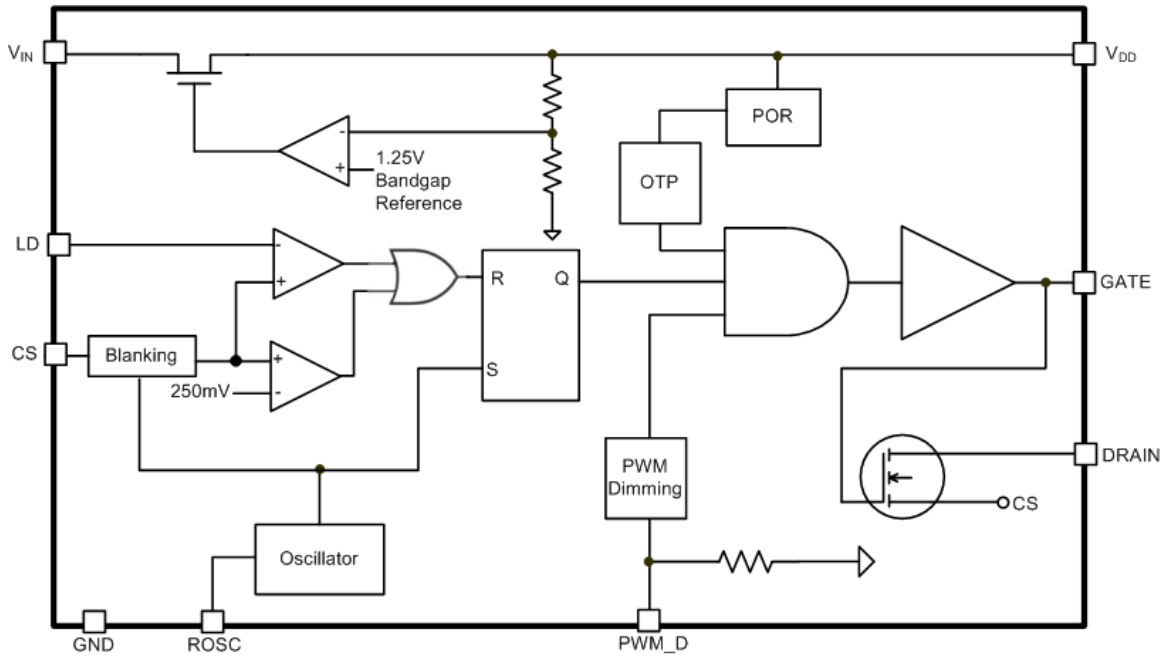 VIN
VDD
POR
-
+
1.25V
Bandgap
Reference
OTP
LD
-
+
R
Q
GATE
CS
Blanking
+
-
250mV
S
PWM
Dimming
DRAIN
CS
Oscillator
GND
ROSC
PWM_D